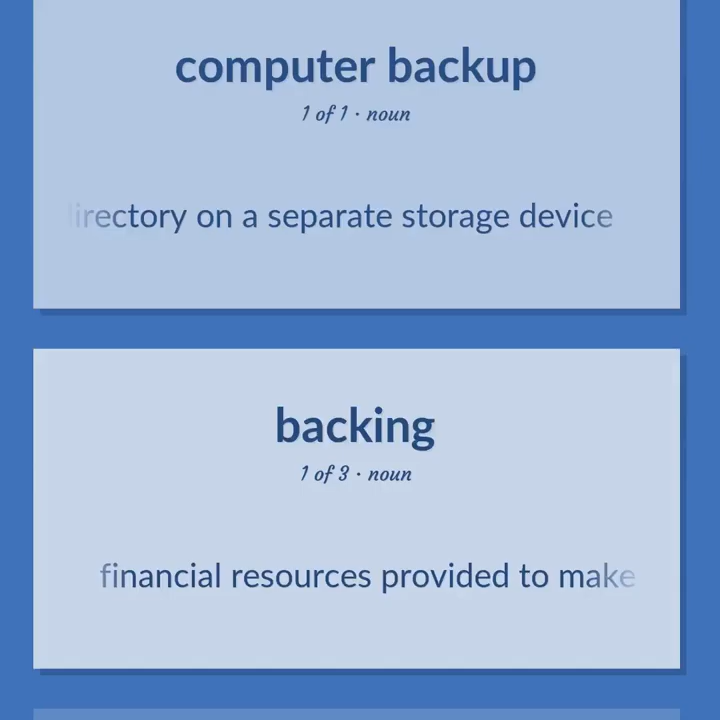 computer backup
1 of 1 · noun
directory on a separate storage device
backing
1 of 3 · noun
financial resources provided to make